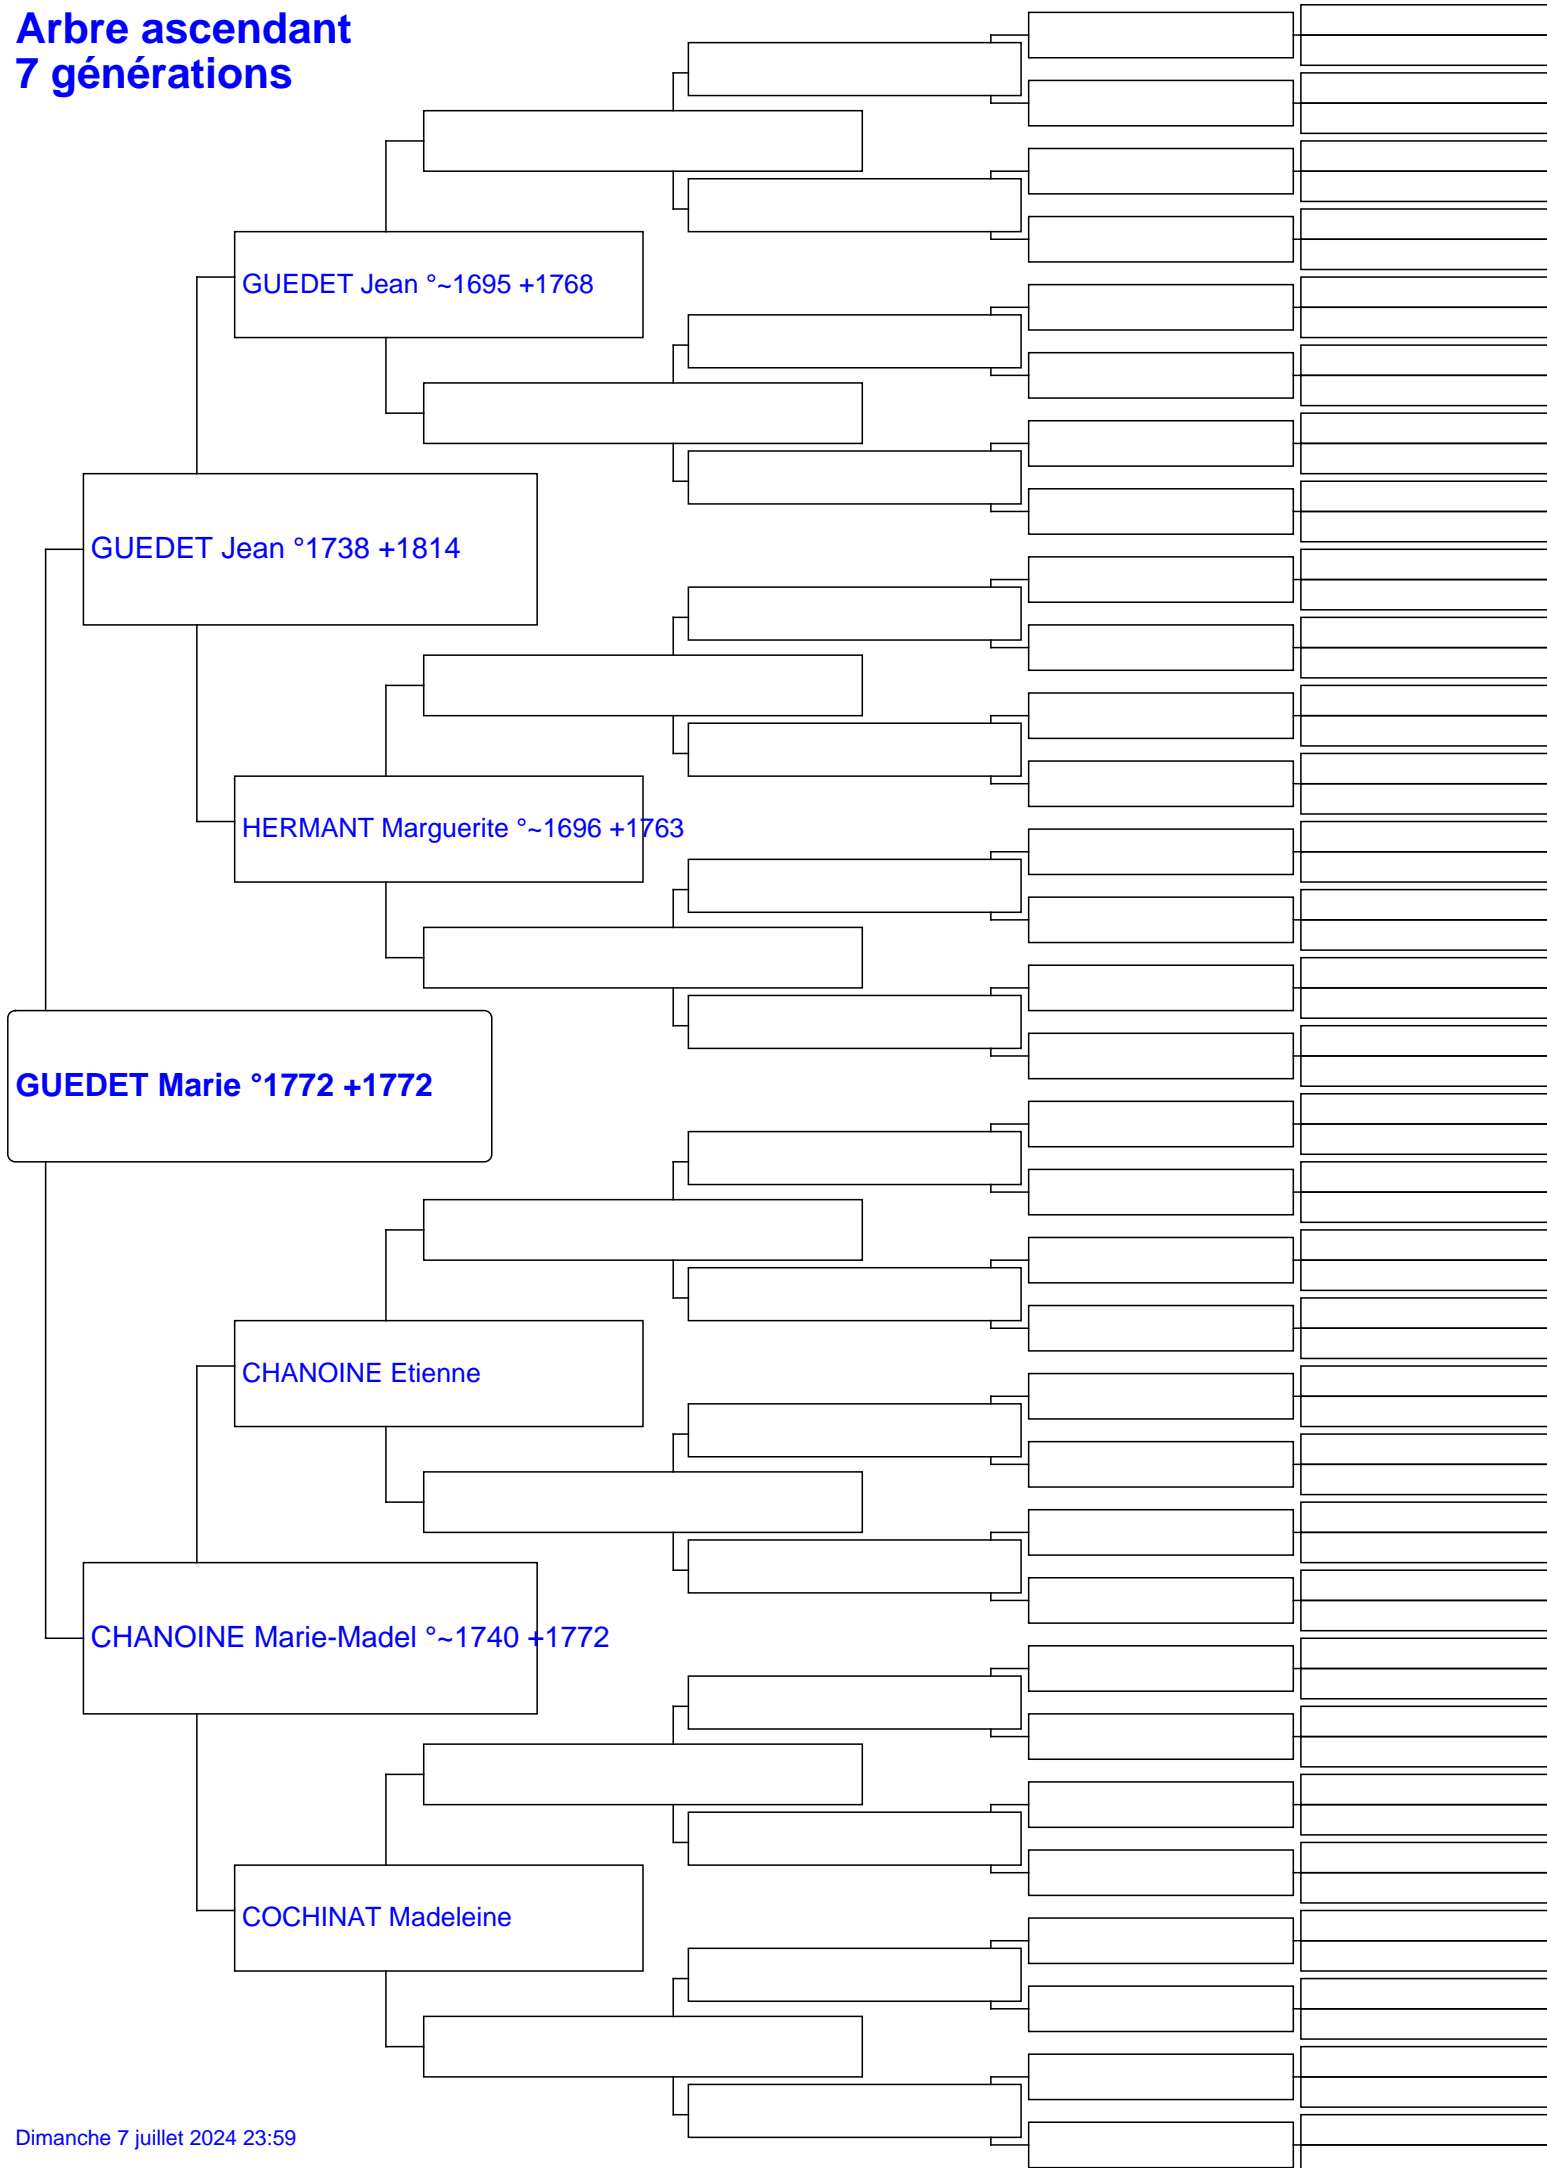 Arbre ascendant
7 générations
GUEDET Jean °~1695 +1768
GUEDET Jean °1738 +1814
HERMANT Marguerite °~1696 +1763
GUEDET Marie °1772 +1772
CHANOINE Etienne
CHANOINE Marie-Madel °~1740 +1772
COCHINAT Madeleine
Dimanche 7 juillet 2024 23:59